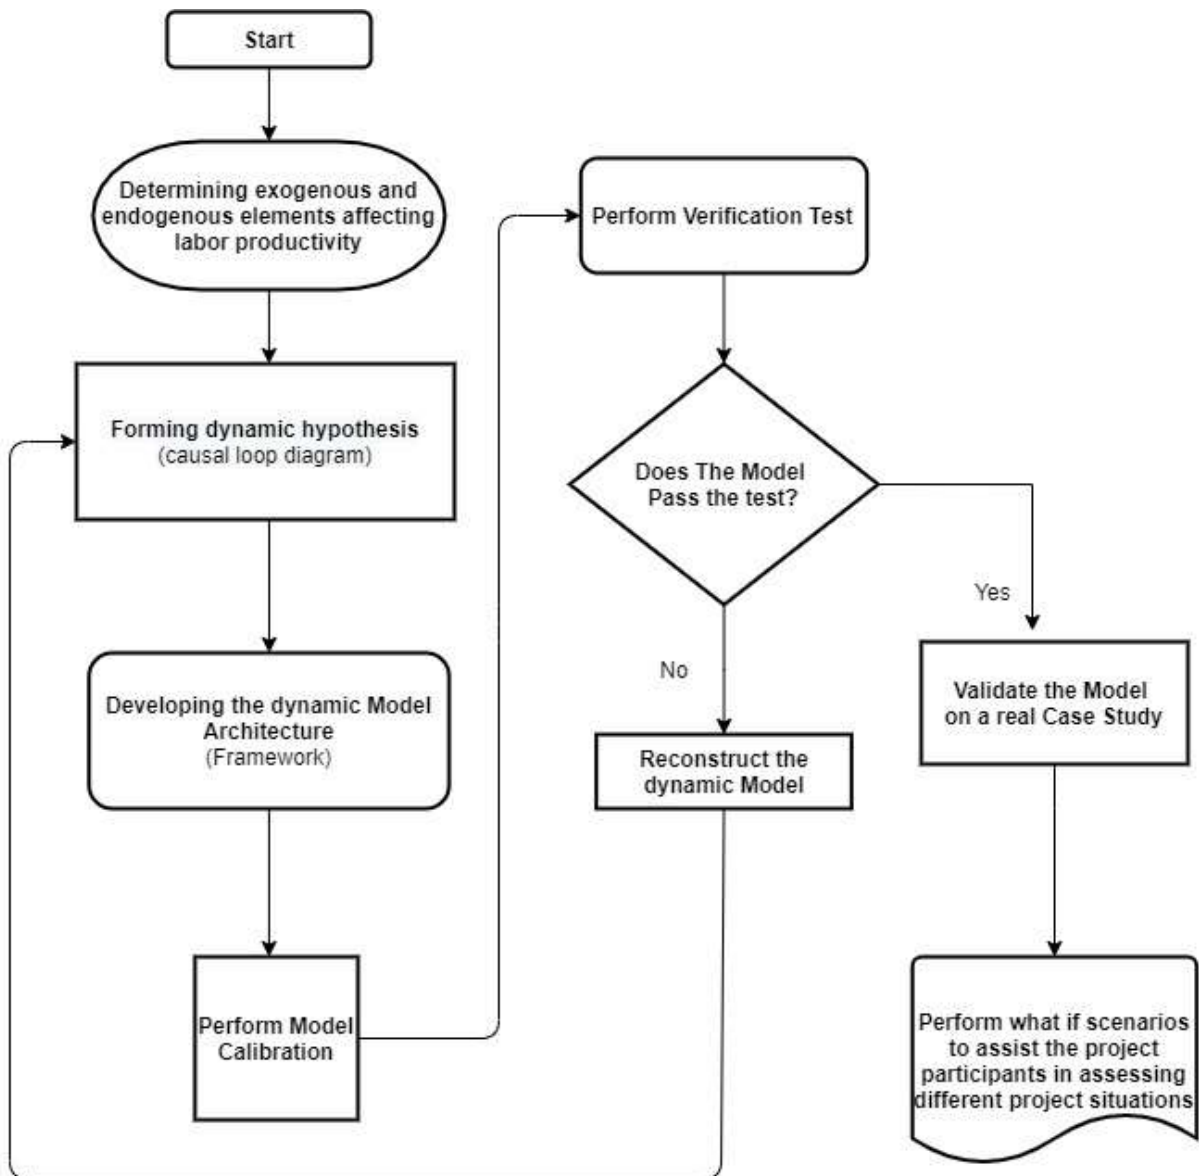 Start
Determining exogenous and
endogenous elements affecting
labor productivity
Forming dynamic hypothesis
(causal loop diagram)
Developing the dynamic Model
Architecture
(Framework)
Perform Model
Calibration
Perform Verification Test
Does The Model
Pass the test?
No
Yes
Reconstruct the
dynamic Model
Validate the Model
on a real Case Study
Perform what if scenarios
to assist the project
participants in assessing
different project situations